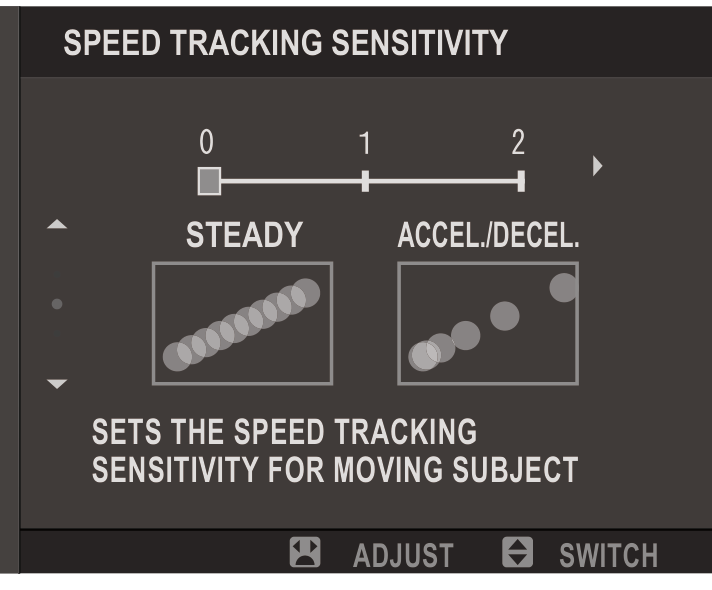 SPEED TRACKING SENSITIVITY
0 1 2
STEADY ACCEL./DECEL.
SETS THE SPEED TRACKING
SENSITIVITY FOR MOVING SUBJECT
ADJUST SWITCH